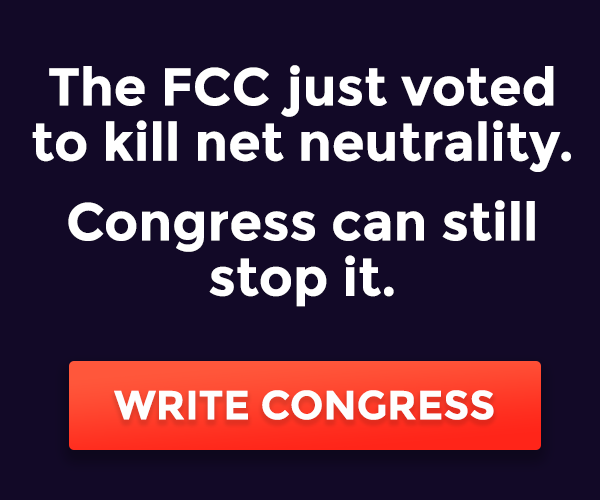 The FCC just voted
to kill net neutrality.
Congress can still
stop it.
WRITE CONGRESS